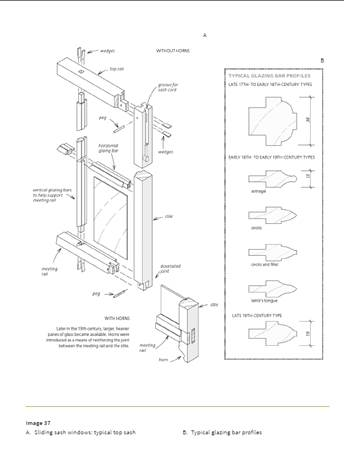 A
wedges
WITHOUT HORNS
top rail
B
TYPICAL GLAZING BAR PROFILES
groove for
sash cord
LATE 17TH- TO EARLY 18TH-CENTURY TYPES
peg
wedges
horizontal
glazing bar
EARLY 18TH- TO EARLY 19TH-CENTURY TYPES
astragal
vertical glazing bars
to help support
meeting rail
stile
ovolo
ovolo and fillet
meeting
rail
dovetailed
joint
lamb's tongue
peg
stile
LATE 19TH-CENTURY TYPE
WITH HORNS
Later in the 19th century, larger, heavier
panes of glass became available. Horns were
introduced as a means of reinforcing the joint
between the meeting rail and the stile.
meeting
rail
horn
Image 37
A. Sliding sash windows: typical top sash
B. Typical glazing bar profiles